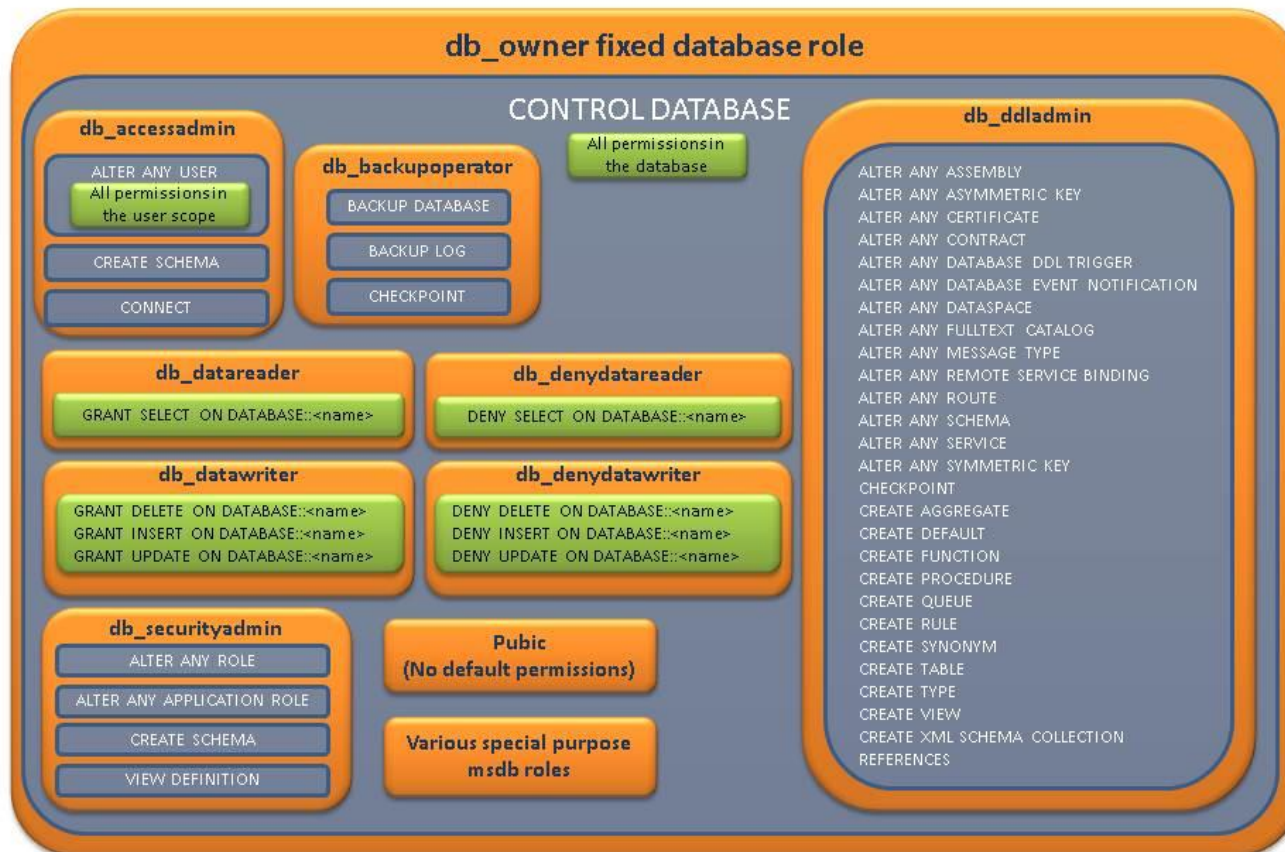 db_owner fixed database role
CONTROL DATABASE
All permissions in
the database
db_accessadmin
ALTER ANY USER
All permissions in
the user scope
CREATE SCHEMA
CONNECT
db_backupoperator
BACKUP DATABASE
BACKUP LOG
CHECKPOINT
db_datareader
GRANT SELECT ON DATABASE::<name>
db_denydatareader
DENY SELECT ON DATABASE::<name>
db_datawriter
GRANT DELETE ON DATABASE::<name>
GRANT INSERT ON DATABASE::<name>
GRANT UPDATE ON DATABASE::<name>
db_denydatawriter
DENY DELETE ON DATABASE::<name>
DENY INSERT ON DATABASE::<name>
DENY UPDATE ON DATABASE::<name>
db_securityadmin
ALTER ANY ROLE
ALTER ANY APPLICATION ROLE
CREATE SCHEMA
VIEW DEFINITION
Pubic
(No default permissions)
Various special purpose
msdb roles
db_ddladmin
ALTER ANY ASSEMBLY
ALTER ANY ASYMMETRIC KEY
ALTER ANY CERTIFICATE
ALTER ANY CONTRACT
ALTER ANY DATABASE DDL TRIGGER
ALTER ANY DATABASE EVENT NOTIFICATION
ALTER ANY DATASPACE
ALTER ANY FULLTEXT CATALOG
ALTER ANY MESSAGE TYPE
ALTER ANY REMOTE SERVICE BINDING
ALTER ANY ROUTE
ALTER ANY SCHEMA
ALTER ANY SERVICE
ALTER ANY SYMMETRIC KEY
CHECKPOINT
CREATE AGGREGATE
CREATE DEFAULT
CREATE FUNCTION
CREATE PROCEDURE
CREATE QUEUE
CREATE RULE
CREATE SYNONYM
CREATE TABLE
CREATE TYPE
CREATE VIEW
CREATE XML SCHEMA COLLECTION
REFERENCES